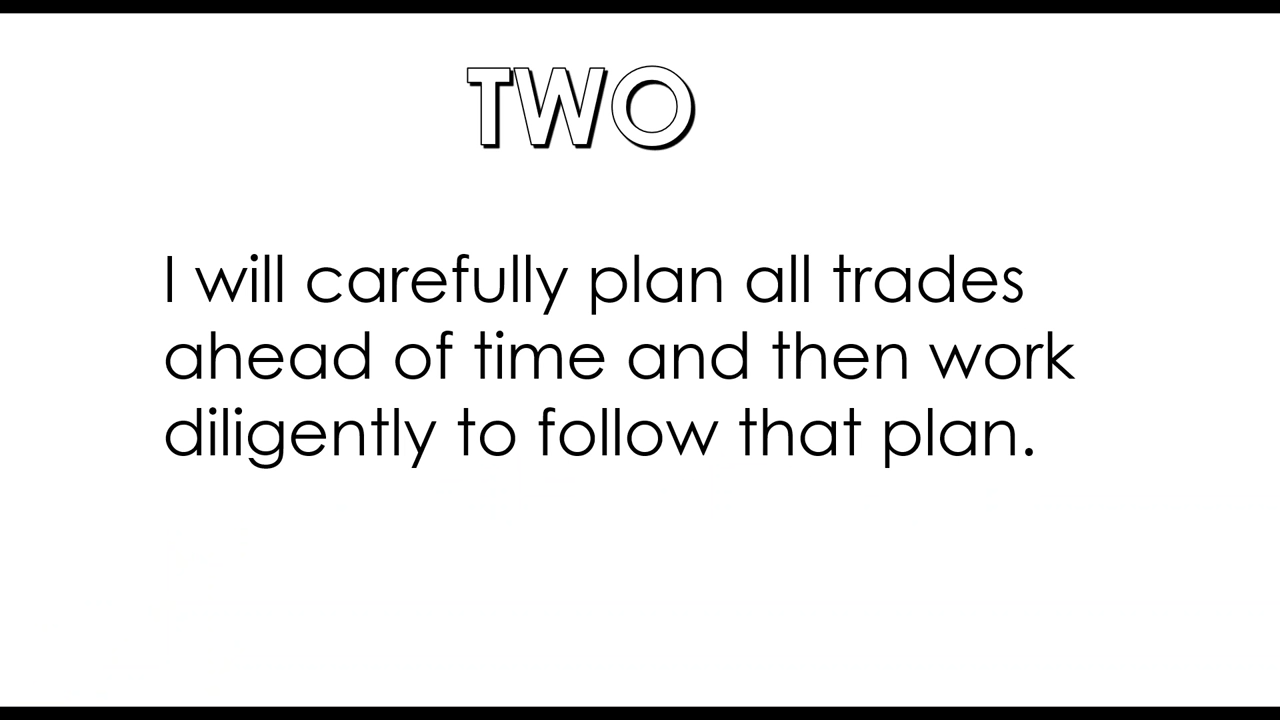 TWO
I will carefully plan all trades
ahead of time and then work
diligently to follow that plan.